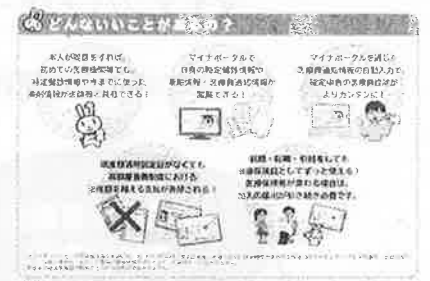 どんないいことがあるの？
本人が同意をすれば、
初めての医療機関等でも、
特定健診情報や今までに使った
薬剤情報が医師等と共有できる！
マイナポータルで
自身の特定健診情報や
薬剤情報・医療費通知情報が
閲覧できる！
マイナポータルを通じた
医療費通知情報の自動入力で、
確定申告の医療費控除が
よりカンタンに！
限度額適用認定証がなくても
高額療養費制度における
限度額を超える支払が免除される！
就職・転職・引越をしても
健康保険証としてずっと使える！
医療保険者が変わる場合は、
加入の届出が引き続き必要です。